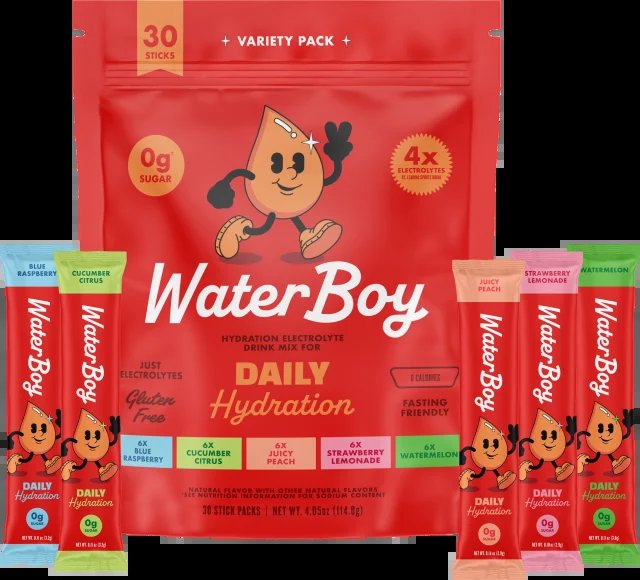 30
STICKS
VARIETY PACK
0g*
SUGAR
4x
ELECTROLYTES
VS. LEADING SPORTS DRINK
WaterBoy
HYDRATION ELECTROLYTE
DRINK MIX FOR
DAILY
Hydration
JUST
ELECTROLYTES
Gluten
Free
0 CALORIES
FASTING
FRIENDLY
6X
BLUE
RASPBERRY
6X
CUCUMBER
CITRUS
6X
JUICY
PEACH
6X
STRAWBERRY
LEMONADE
6X
WATERMELON
NATURAL FLAVOR WITH OTHER NATURAL FLAVORS
*SEE NUTRITION INFORMATION FOR SODIUM CONTENT
30 STICK PACKS | NET WT. 4.05oz (114.0g)
BLUE
RASPBERRY
WaterBoy
DAILY
Hydration
0g
SUGAR
CUCUMBER
CITRUS
WaterBoy
DAILY
Hydration
0g
SUGAR
JUICY
PEACH
WaterBoy
DAILY
Hydration
0g
SUGAR
STRAWBERRY
LEMONADE
WaterBoy
DAILY
Hydration
0g
SUGAR
WATERMELON
WaterBoy
DAILY
Hydration
0g
SUGAR